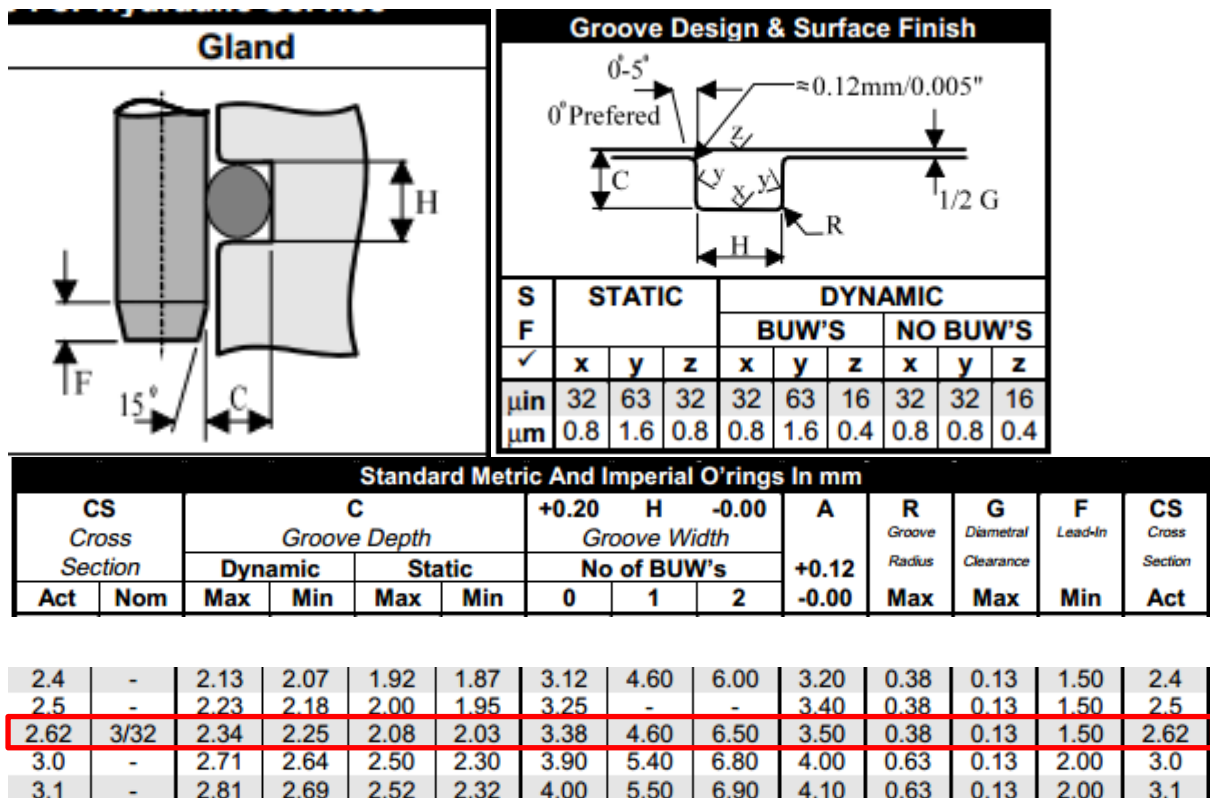 Gland
H
F
15°
C
Groove Design & Surface Finish
0°-5°
≈0.12mm/0.005"
0°Prefered
z
C
y
x
y
1/2 G
R
H
S F STATIC DYNAMIC
BUW'S NO BUW'S
✓ x y z x y z x y z
µin 32 63 32 32 63 16 32 32 16
µm 0.8 1.6 0.8 0.8 1.6 0.4 0.8 0.8 0.4
Standard Metric And Imperial O'rings In mm
CS C +0.20 H -0.00 A R G F CS
Cross Section Groove Depth Groove Width Groove Radius Diametral Clearance Lead-In Cross Section
Dynamic Static No of BUW's +0.12
Act Nom Max Min Max Min 0 1 2 -0.00 Max Max Min Act
2.4 - 2.13 2.07 1.92 1.87 3.12 4.60 6.00 3.20 0.38 0.13 1.50 2.4
2.5 - 2.23 2.18 2.00 1.95 3.25 - - 3.40 0.38 0.13 1.50 2.5
2.62 3/32 2.34 2.25 2.08 2.03 3.38 4.60 6.50 3.50 0.38 0.13 1.50 2.62
3.0 - 2.71 2.64 2.50 2.30 3.90 5.40 6.80 4.00 0.63 0.13 2.00 3.0
3.1 - 2.81 2.69 2.52 2.32 4.00 5.50 6.90 4.10 0.63 0.13 2.00 3.1